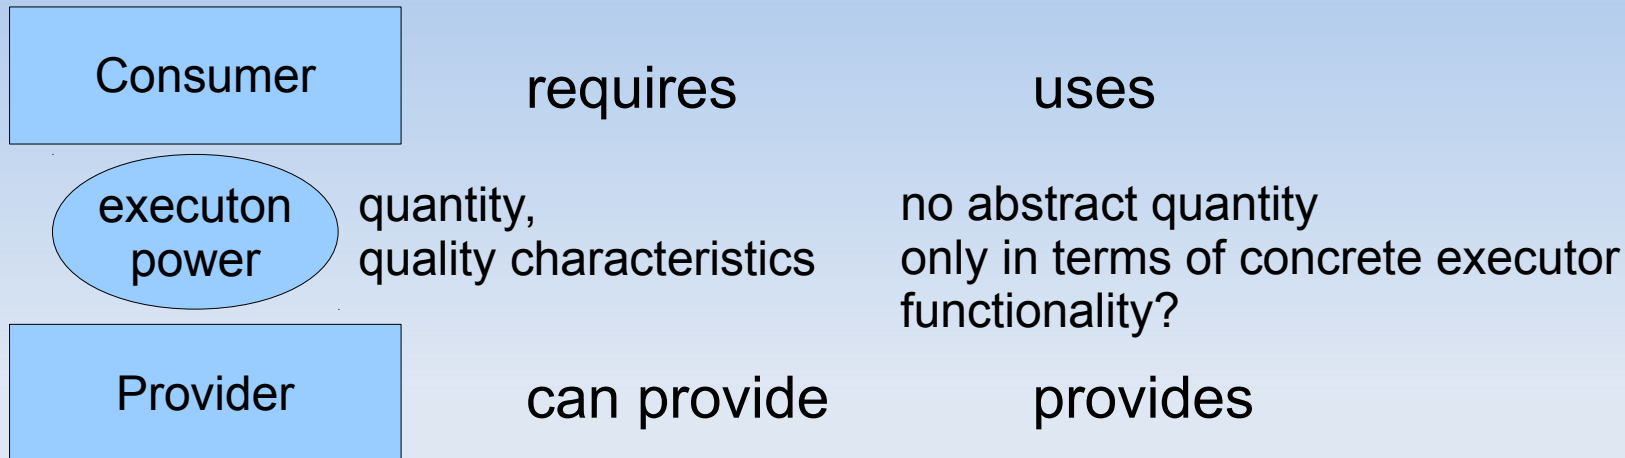 Consumer
requires
uses
executon
power
quantity,
quality characteristics
no abstract quantity
only in terms of concrete executor
functionality?
Provider
can provide
provides